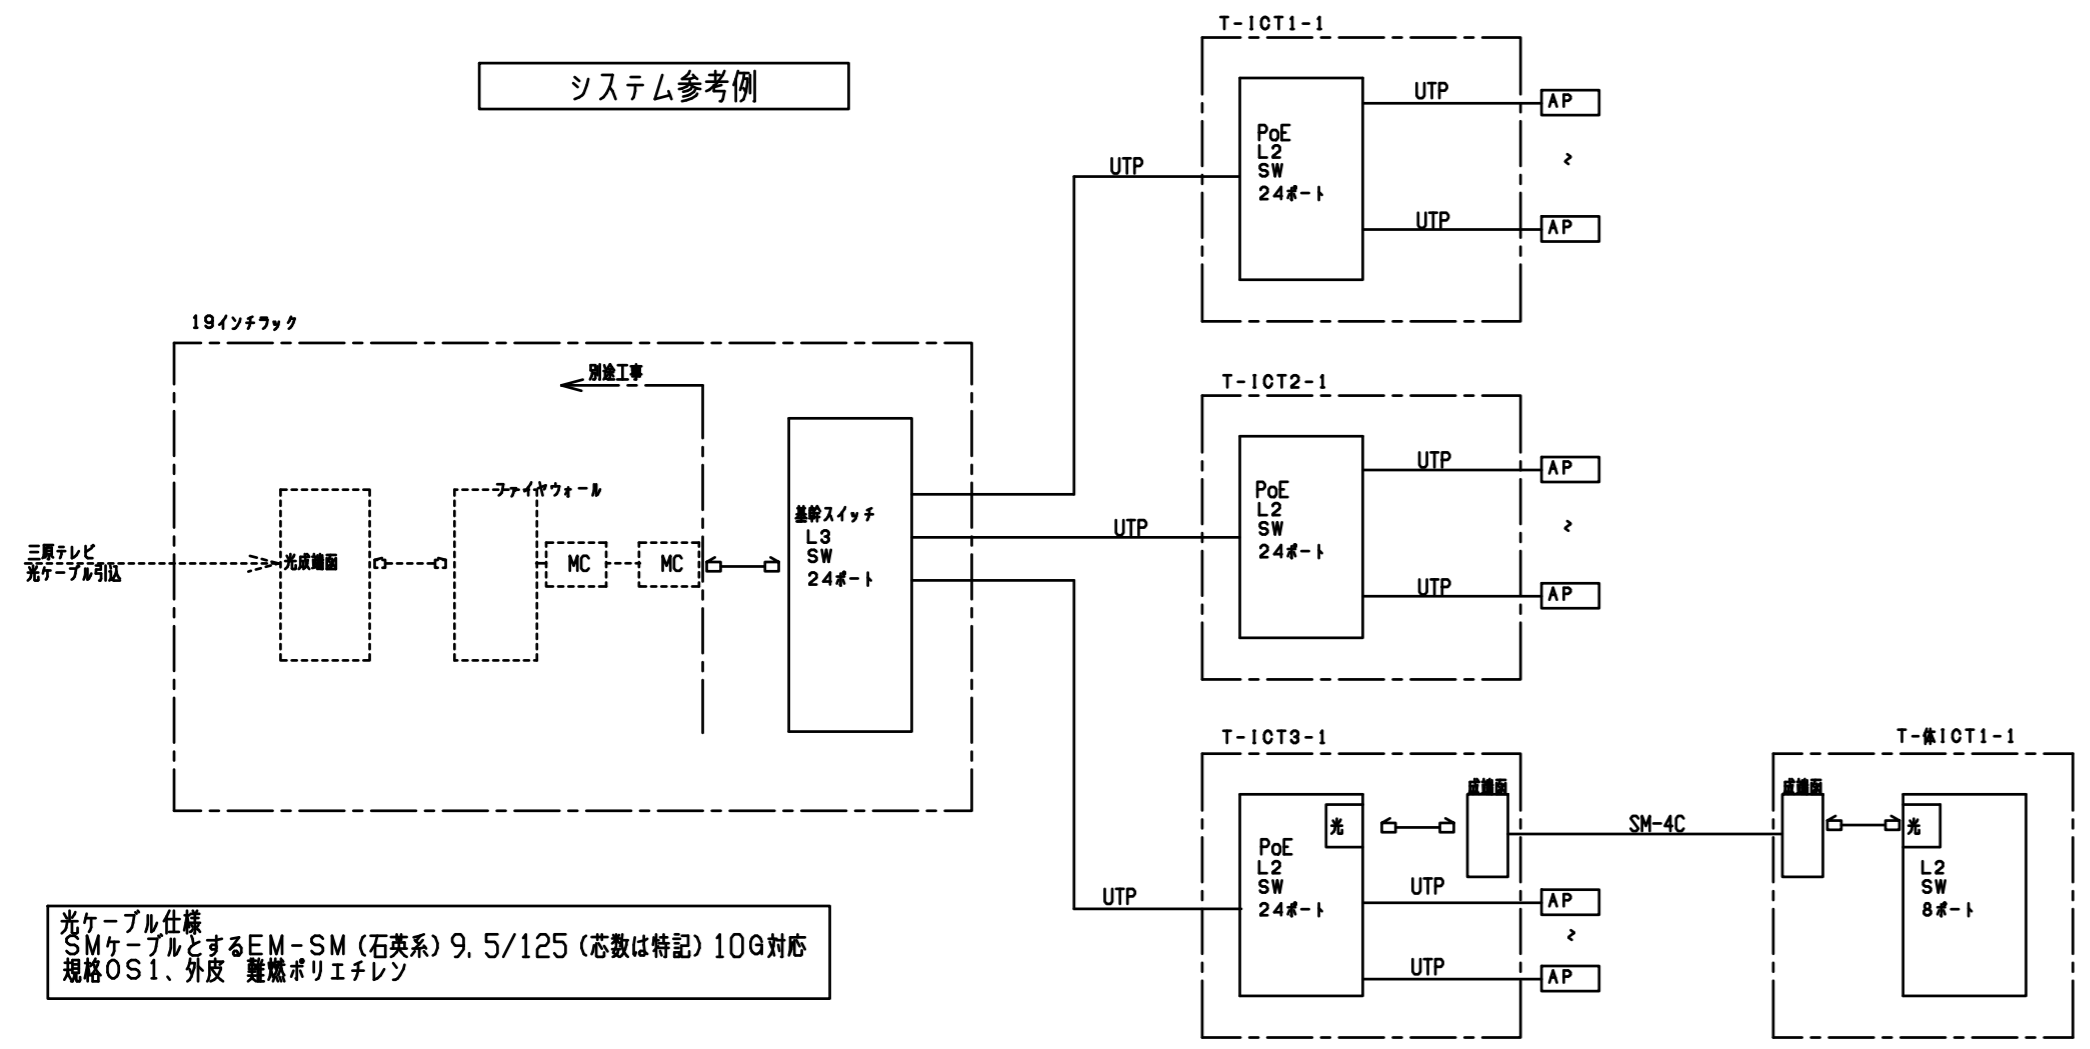 システム参考例
T-ICT1-1
PoE
L2
SW
24ポート
UTP
UTP
UTP
AP
~
AP
19インチラック
別途工事
三原テレビ
光ケーブル引込
光成端函
ファイヤウォール
MC
MC
基幹スイッチ
L3
SW
24ポート
T-ICT2-1
UTP
PoE
L2
SW
24ポート
UTP
UTP
AP
~
AP
T-ICT3-1
UTP
PoE
L2
SW
24ポート
光
成端函
UTP
UTP
AP
~
AP
SM-4C
T-体ICT1-1
成端函
光
L2
SW
8ポート
光ケーブル仕様
SMケーブルとするEM-SM(石英系)9.5/125(芯数は特記)10G対応
規格OS1、外皮 難燃ポリエチレン